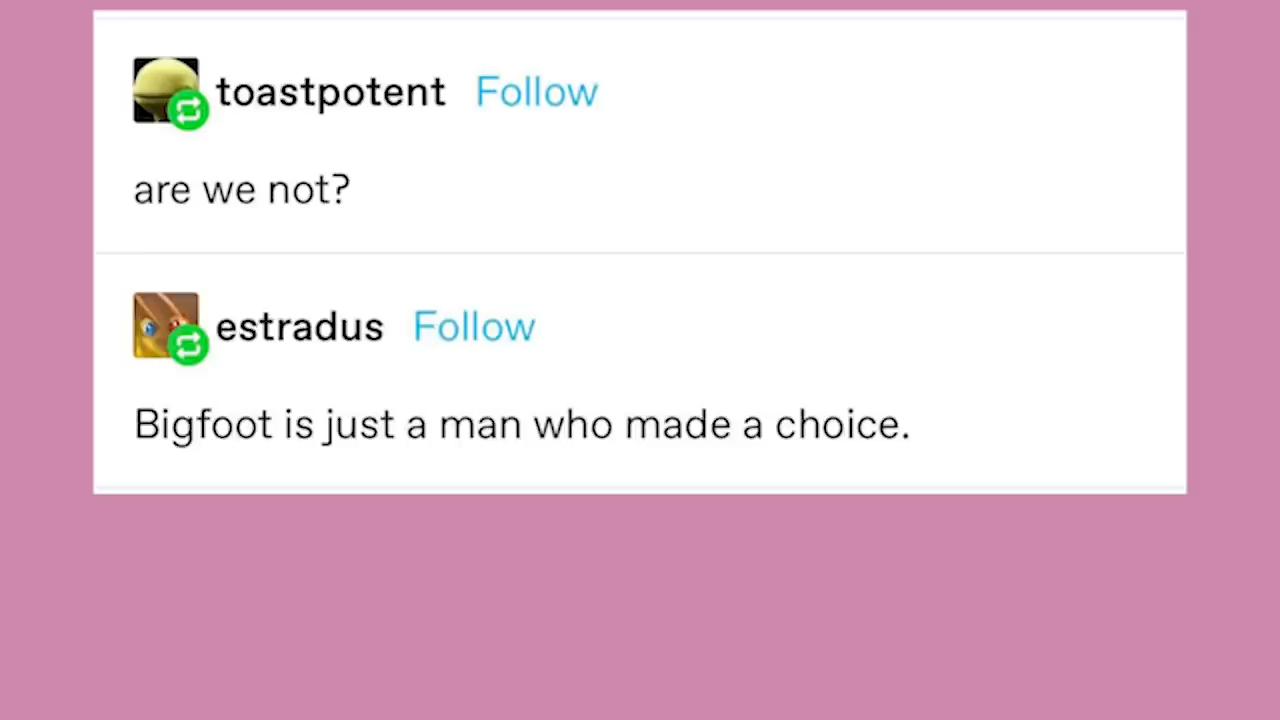 toastpotent Follow
are we not?
estradus Follow
Bigfoot is just a man who made a choice.